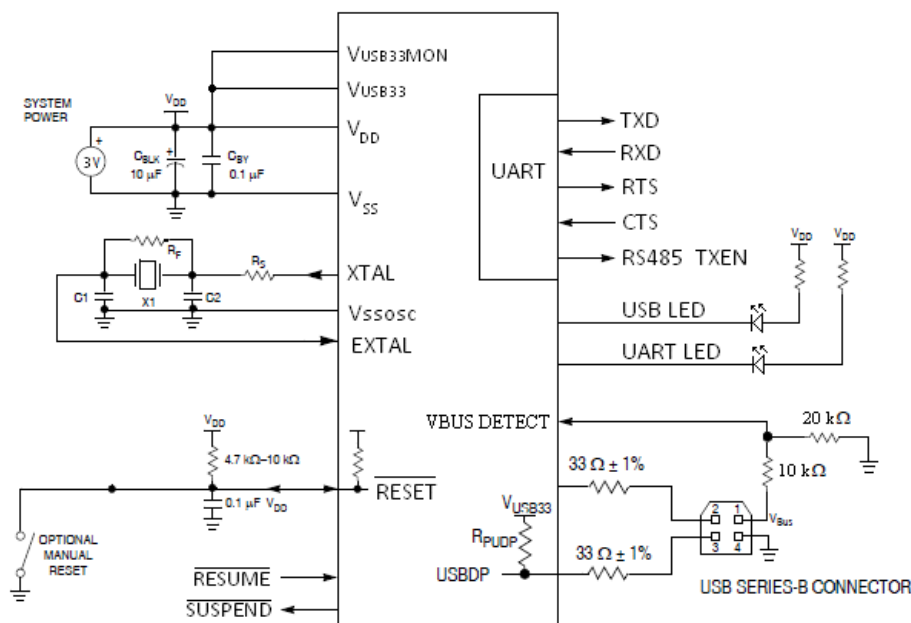 VUSB33MON
VUSB33
SYSTEM
POWER
VDD
VDD
3V
+
+
CBLK
10 µF
CBY
0.1 µF
VSS
UART
TXD
RXD
RTS
CTS
RS485 TXEN
RF
RS
XTAL
C1
X1
C2
VSSOSC
EXTAL
VDD
VDD
USB LED
UART LED
VBUS DETECT
20 kΩ
10 kΩ
VDD
4.7 kΩ–10 kΩ
0.1 µF VDD
RESET
33 Ω ± 1%
VUSB33
RPUDP
33 Ω ± 1%
USBDP
2
1
3
4
VBus
USB SERIES-B CONNECTOR
OPTIONAL
MANUAL
RESET
RESUME
SUSPEND